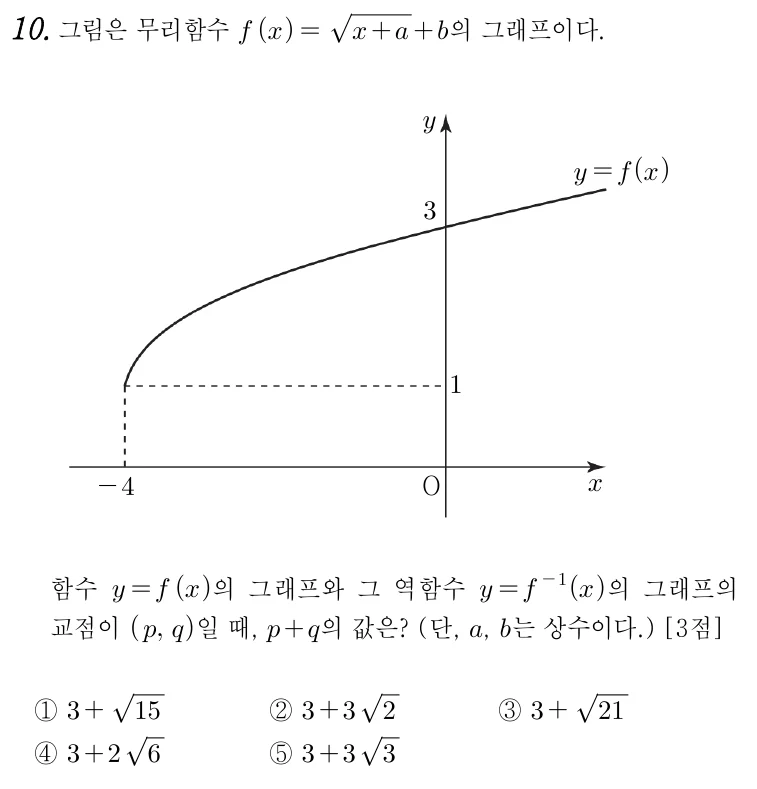 10. 그림은 무리함수 f(x)=√(x+a)+b의 그래프이다.
y
y=f(x)
3
1
-4
O
x
함수 y=f(x)의 그래프와 그 역함수 y=f⁻¹(x)의 그래프의
교점이 (p, q)일 때, p+q의 값은? (단, a, b는 상수이다.) [3점]
① 3+√15 ② 3+3√2 ③ 3+√21
④ 3+2√6 ⑤ 3+3√3